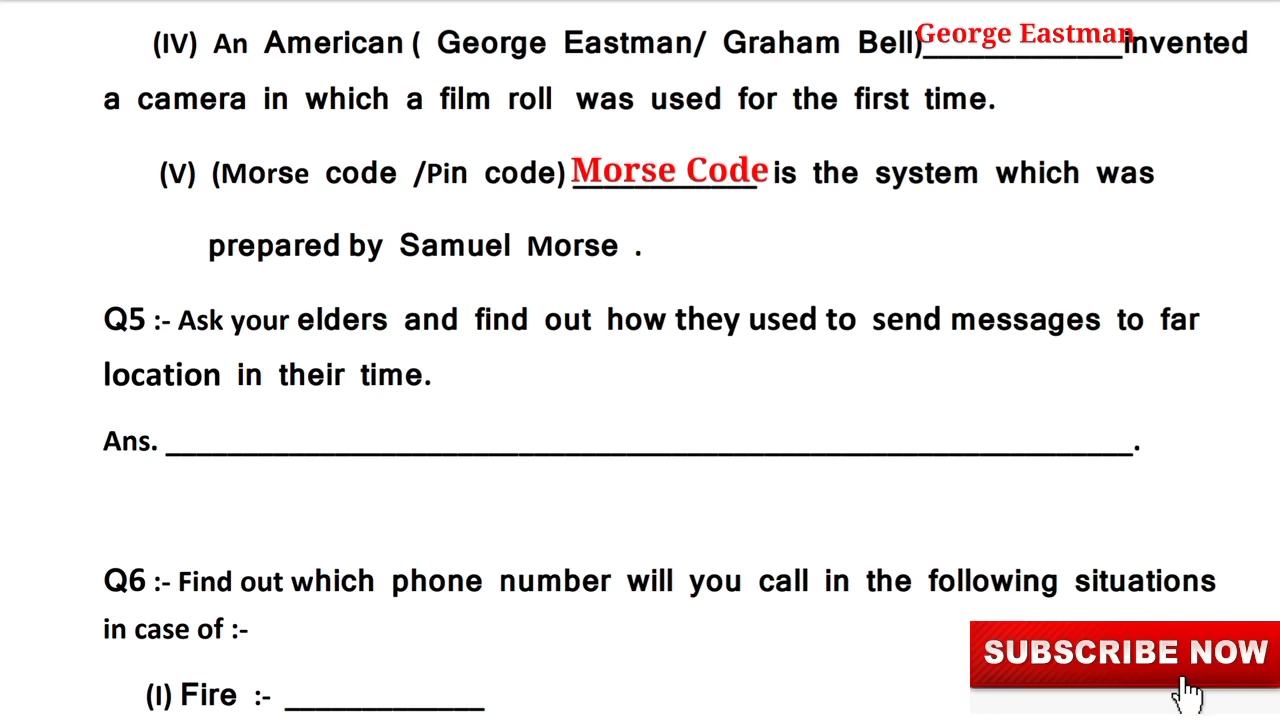 (IV) An American ( George Eastman/ Graham Bell)George Eastman invented
a camera in which a film roll was used for the first time.
(V) (Morse code /Pin code) Morse Code is the system which was
prepared by Samuel Morse .
Q5 :- Ask your elders and find out how they used to send messages to far
location in their time.
Ans. ______________________________________________.
Q6 :- Find out which phone number will you call in the following situations
in case of :-
SUBSCRIBE NOW
(I) Fire :- ____________